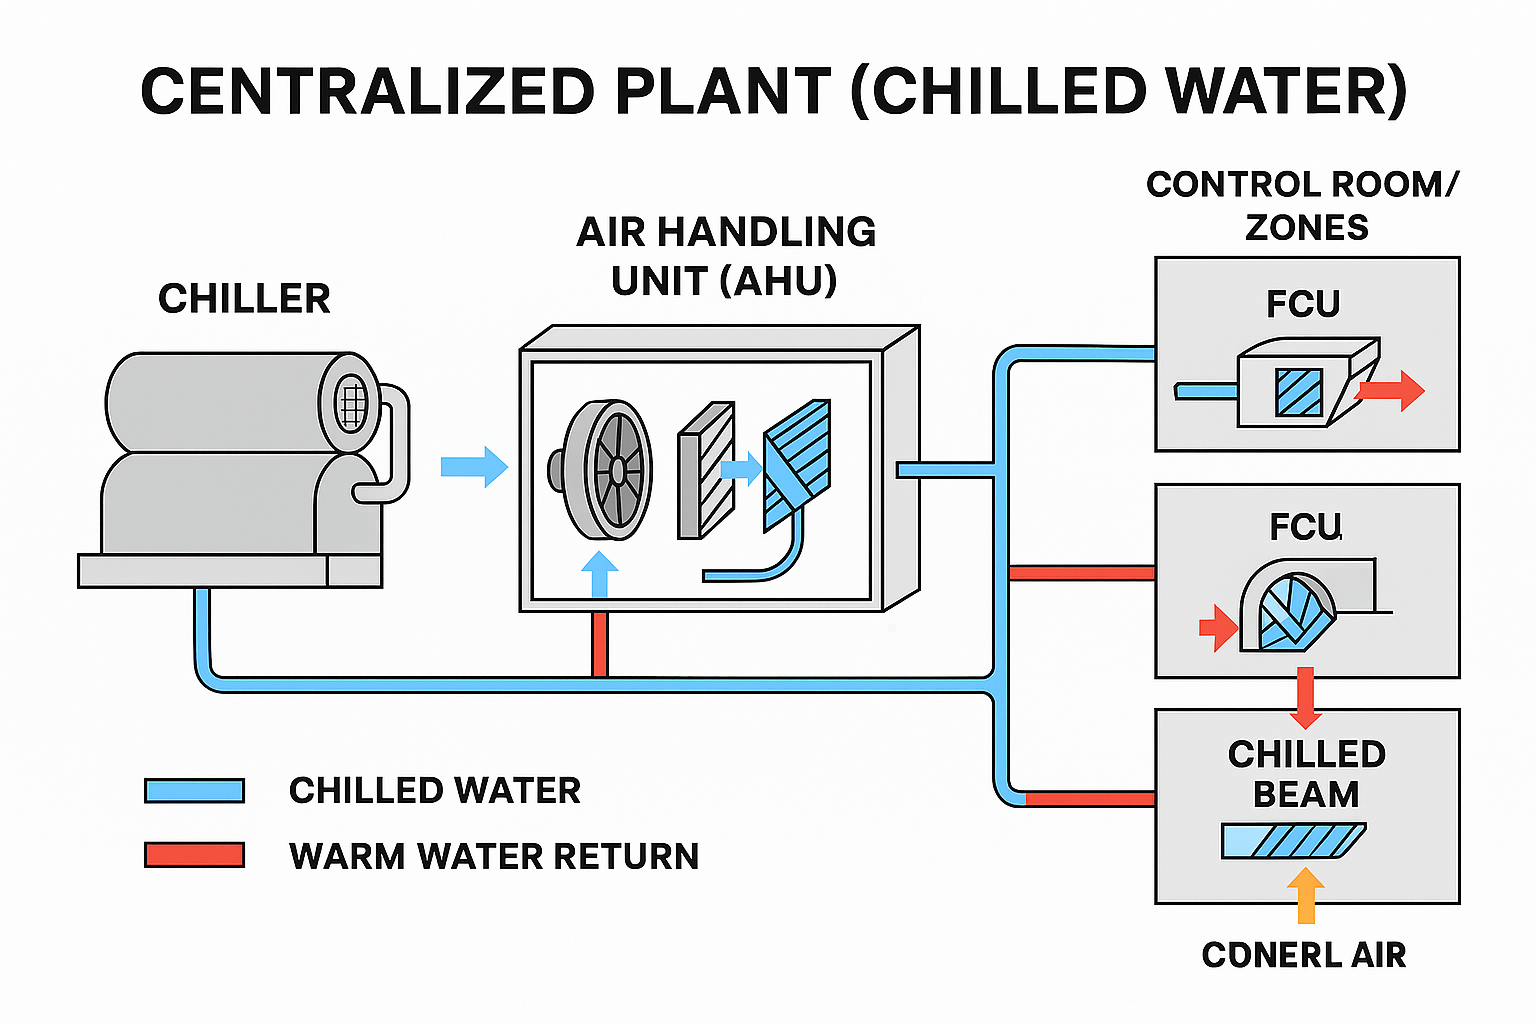 CENTRALIZED PLANT (CHILLED WATER)
CONTROL ROOM/
ZONES
AIR HANDLING
UNIT (AHU)
CHILLER
FCU
FCU
CHILLED
BEAM
CHILLED WATER
WARM WATER RETURN
CDNERL AIR